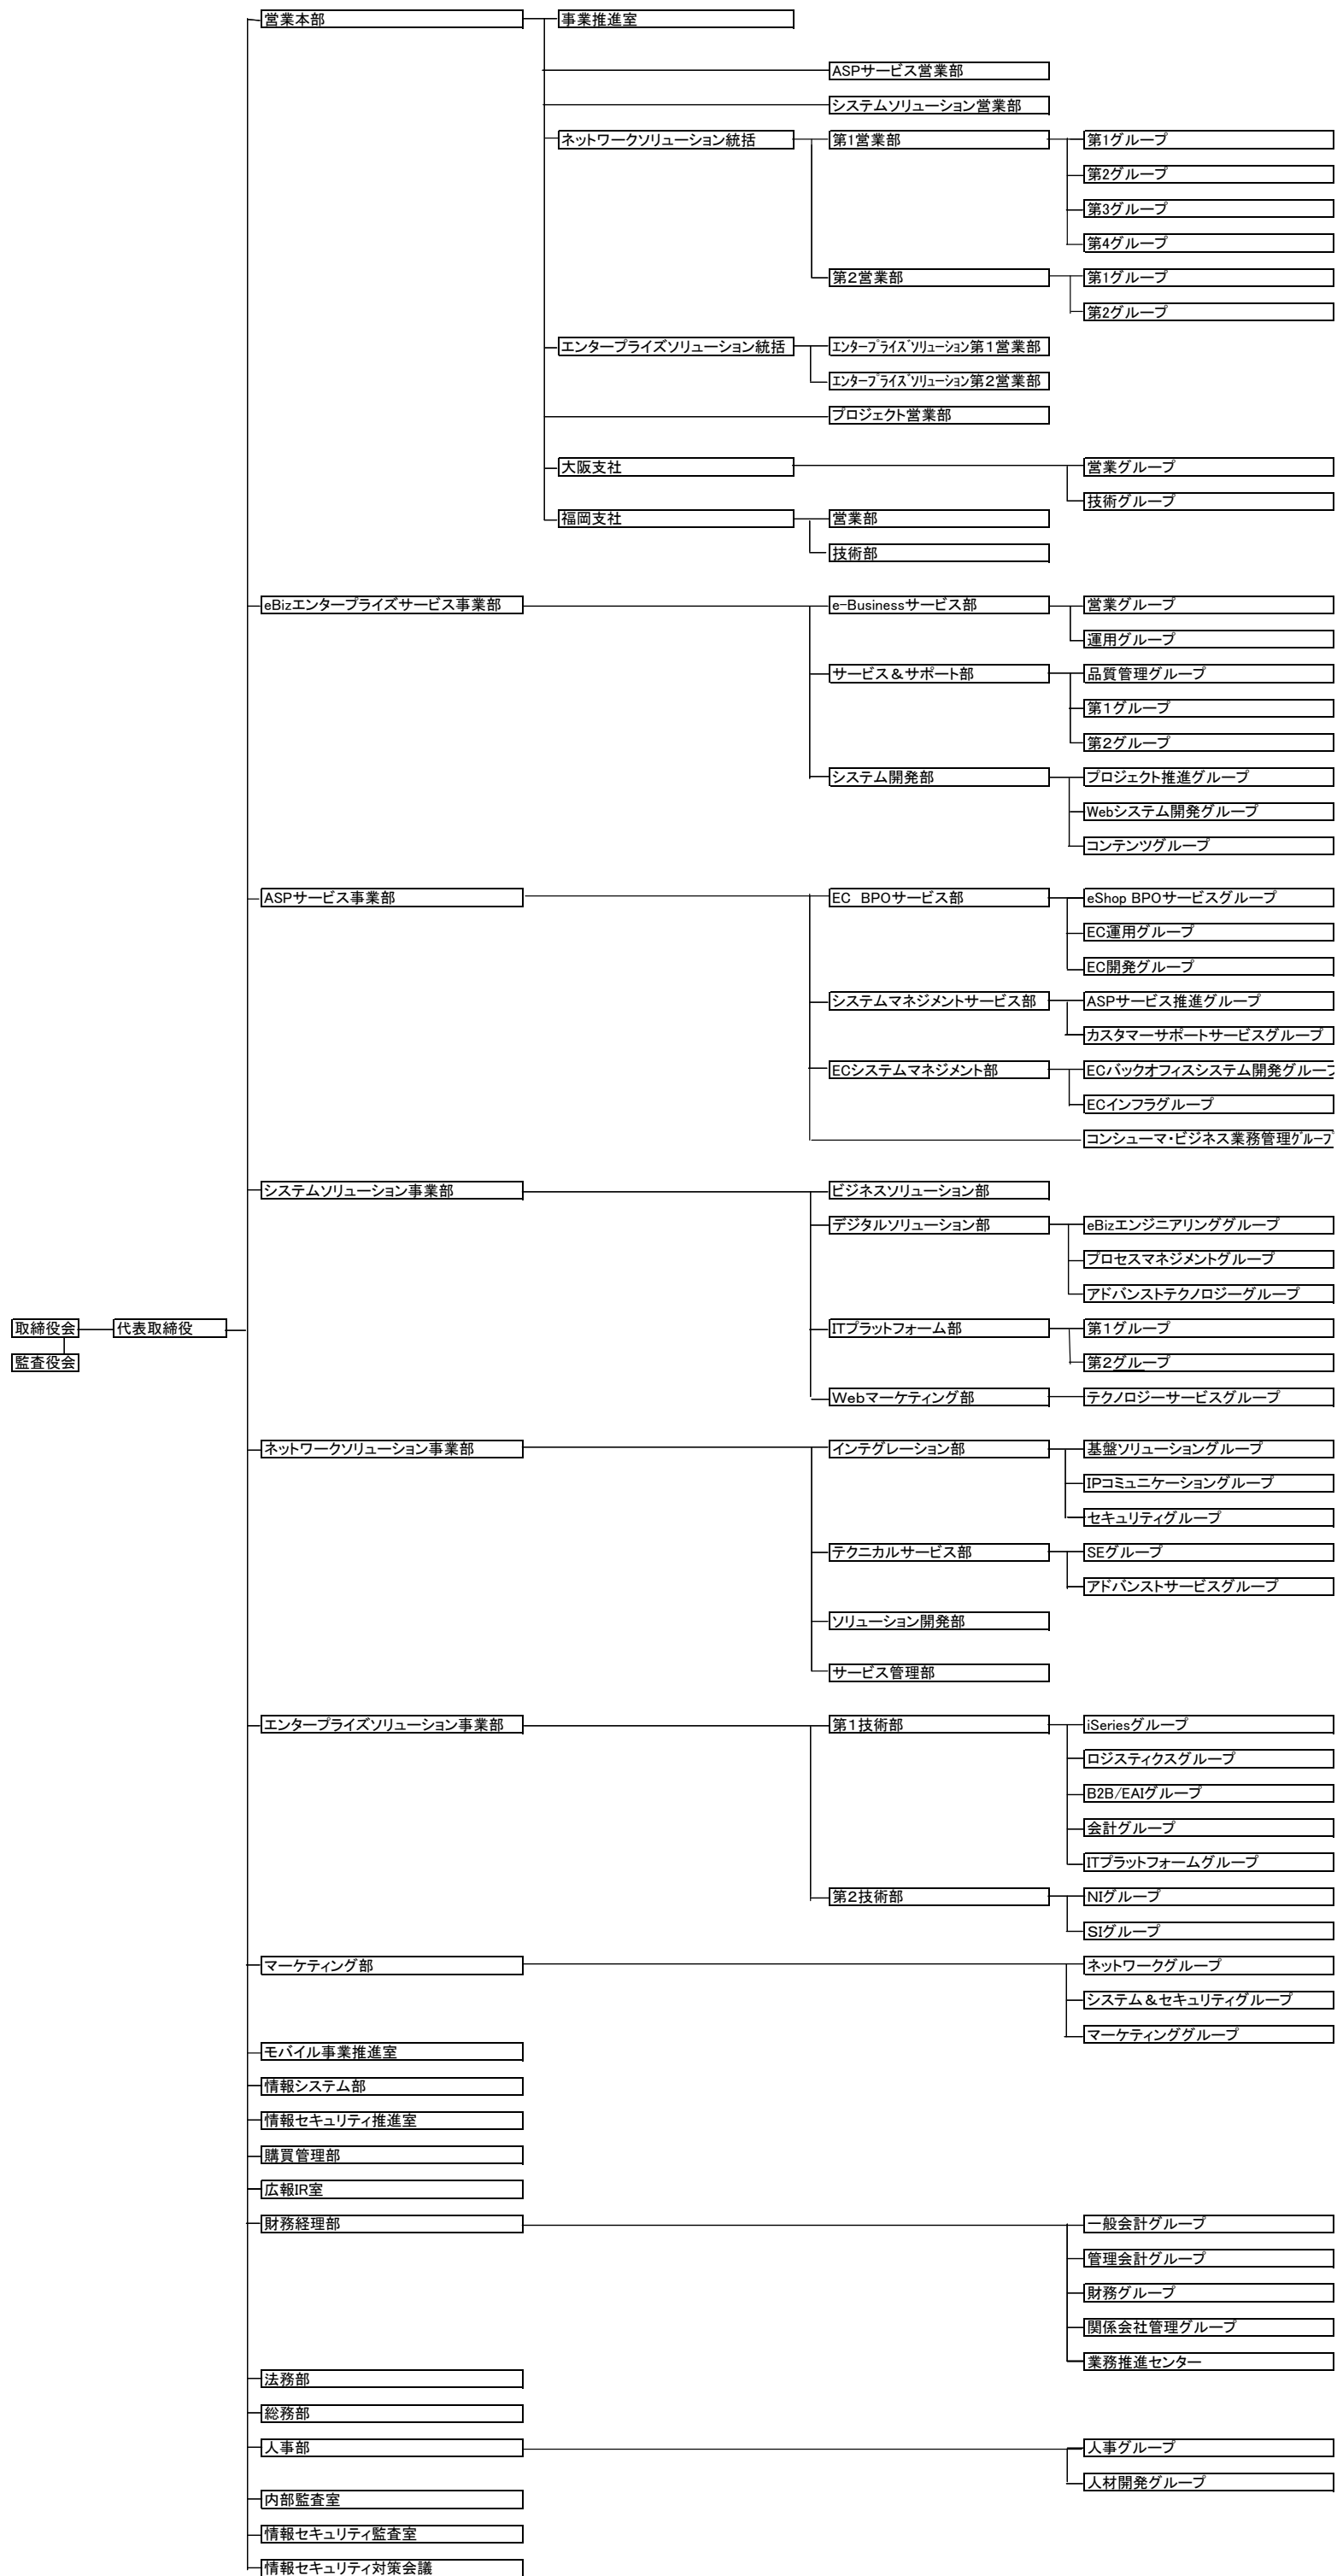 営業本部 事業推進室
ASPサービス営業部
システムソリューション営業部
ネットワークソリューション統括 第1営業部 第1グループ
第2グループ
第3グループ
第4グループ
第2営業部 第1グループ
第2グループ
エンタープライズソリューション統括 ｴﾝﾀｰﾌﾟﾗｲｽﾞｿﾘｭｰｼｮﾝ第1営業部
ｴﾝﾀｰﾌﾟﾗｲｽﾞｿﾘｭｰｼｮﾝ第2営業部
プロジェクト営業部
大阪支社 営業グループ
技術グループ
福岡支社 営業部
技術部
eBizエンタープライズサービス事業部 e-Businessサービス部 営業グループ
運用グループ
サービス＆サポート部 品質管理グループ
第1グループ
第2グループ
システム開発部 プロジェクト推進グループ
Webシステム開発グループ
コンテンツグループ
ASPサービス事業部 EC BPOサービス部 eShop BPOサービスグループ
EC運用グループ
EC開発グループ
システムマネジメントサービス部 ASPサービス推進グループ
カスタマーサポートサービスグループ
ECシステムマネジメント部 ECバックオフィスシステム開発グループ
ECインフラグループ
コンシューマ・ビジネス業務管理ｸﾞﾙｰﾌﾟ
システムソリューション事業部 ビジネスソリューション部
デジタルソリューション部 eBizエンジニアリンググループ
プロセスマネジメントグループ
アドバンストテクノロジーグループ
取締役会 代表取締役 ITプラットフォーム部 第1グループ
監査役会 第2グループ
Webマーケティング部 テクノロジーサービスグループ
ネットワークソリューション事業部 インテグレーション部 基盤ソリューショングループ
IPコミュニケーショングループ
セキュリティグループ
テクニカルサービス部 SEグループ
アドバンストサービスグループ
ソリューション開発部
サービス管理部
エンタープライズソリューション事業部 第1技術部 iSeriesグループ
ロジスティクスグループ
B2B/EAIグループ
会計グループ
ITプラットフォームグループ
第2技術部 NIグループ
SIグループ
マーケティング部 ネットワークグループ
システム＆セキュリティグループ
マーケティンググループ
モバイル事業推進室
情報システム部
情報セキュリティ推進室
購買管理部
広報IR室
財務経理部 一般会計グループ
管理会計グループ
財務グループ
関係会社管理グループ
業務推進センター
法務部
総務部
人事部 人事グループ
人材開発グループ
内部監査室
情報セキュリティ監査室
情報セキュリティ対策会議